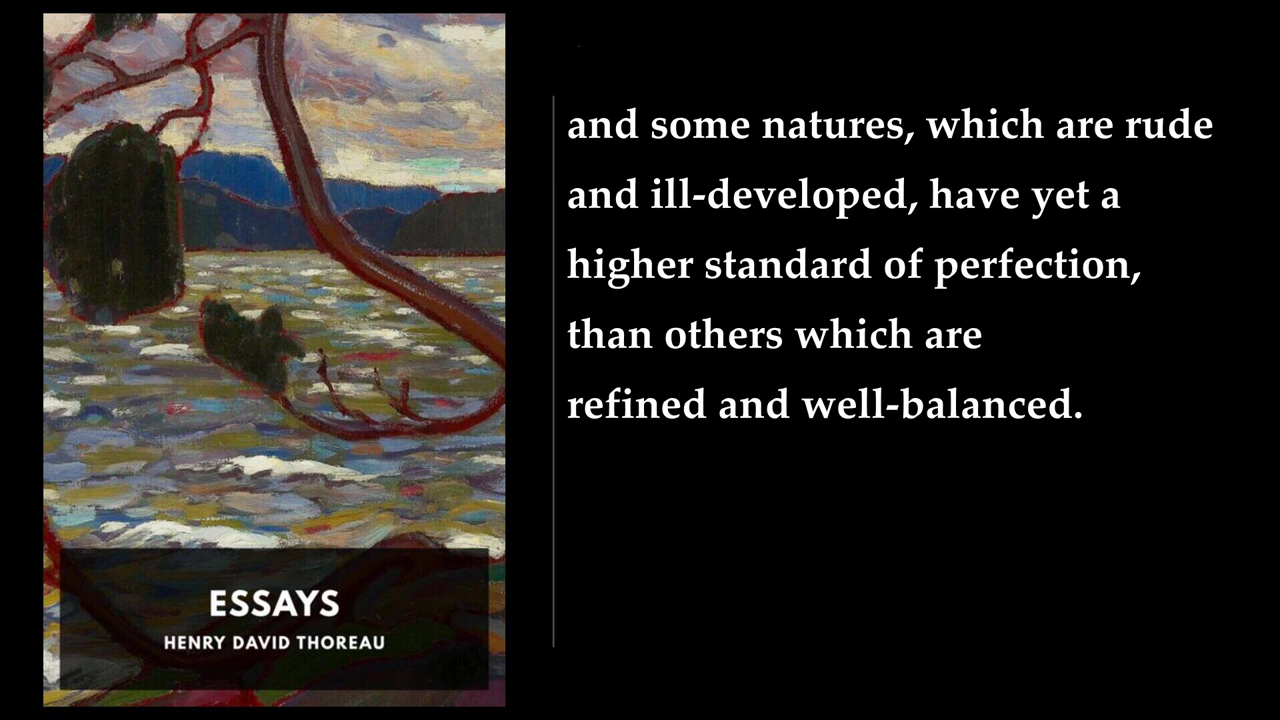 ESSAYS
HENRY DAVID THOREAU
and some natures, which are rude
and ill-developed, have yet a
higher standard of perfection,
than others which are
refined and well-balanced.